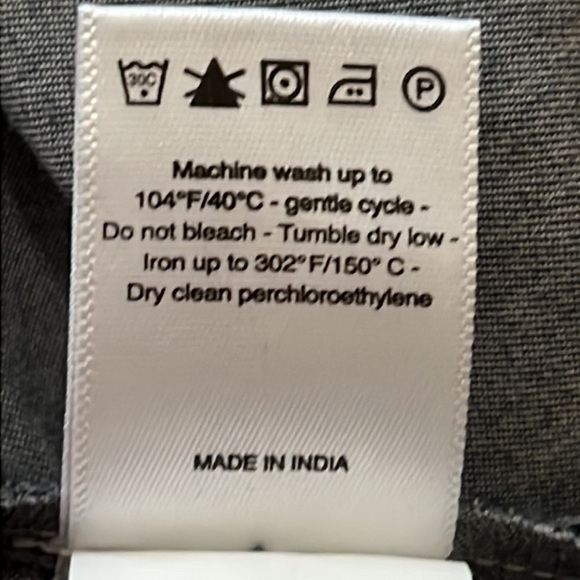 30C
P
Machine wash up to
104°F/40°C - gentle cycle -
Do not bleach - Tumble dry low -
Iron up to 302°F/150° C -
Dry clean perchloroethylene
MADE IN INDIA